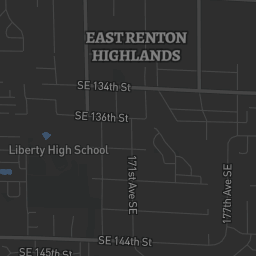 EAST RENTON
HIGHLANDS
SE 134th St
SE 136th St
Liberty High School
171st Ave SE
177th Ave SE
SE 144th St
SE 145th St